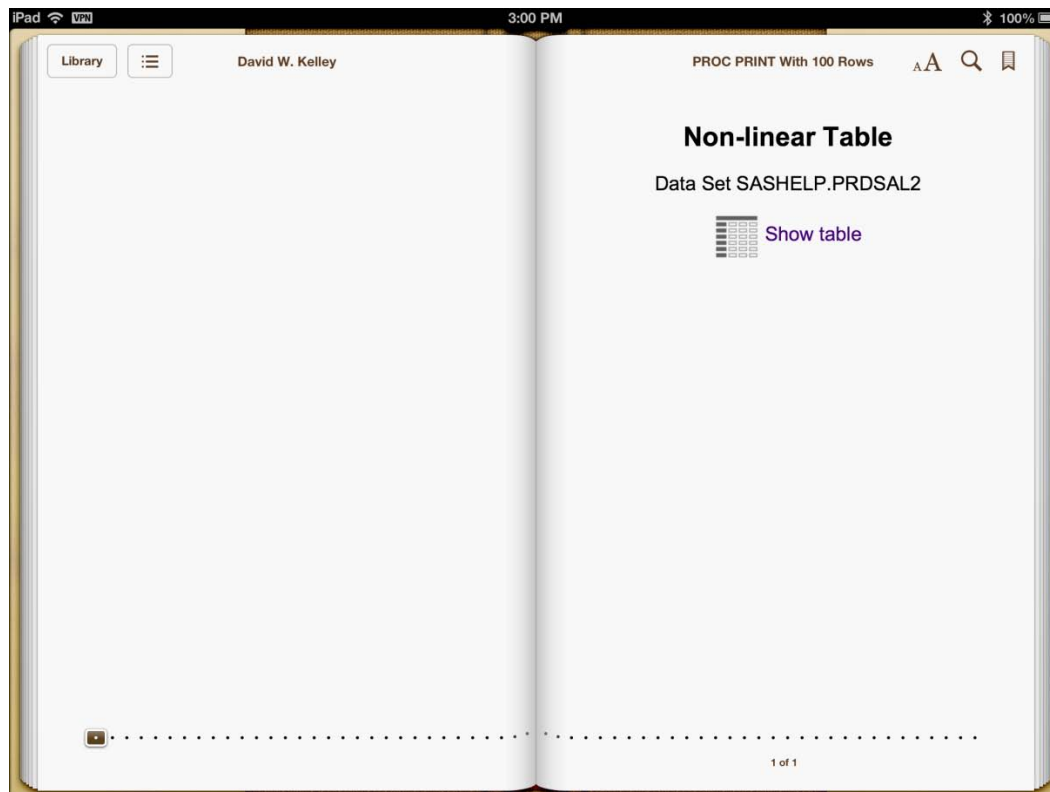 iPad VPN 3:00 PM 100%
Library David W. Kelley PROC PRINT With 100 Rows AA
Non-linear Table
Data Set SASHELP.PRDSAL2
Show table
1 of 1